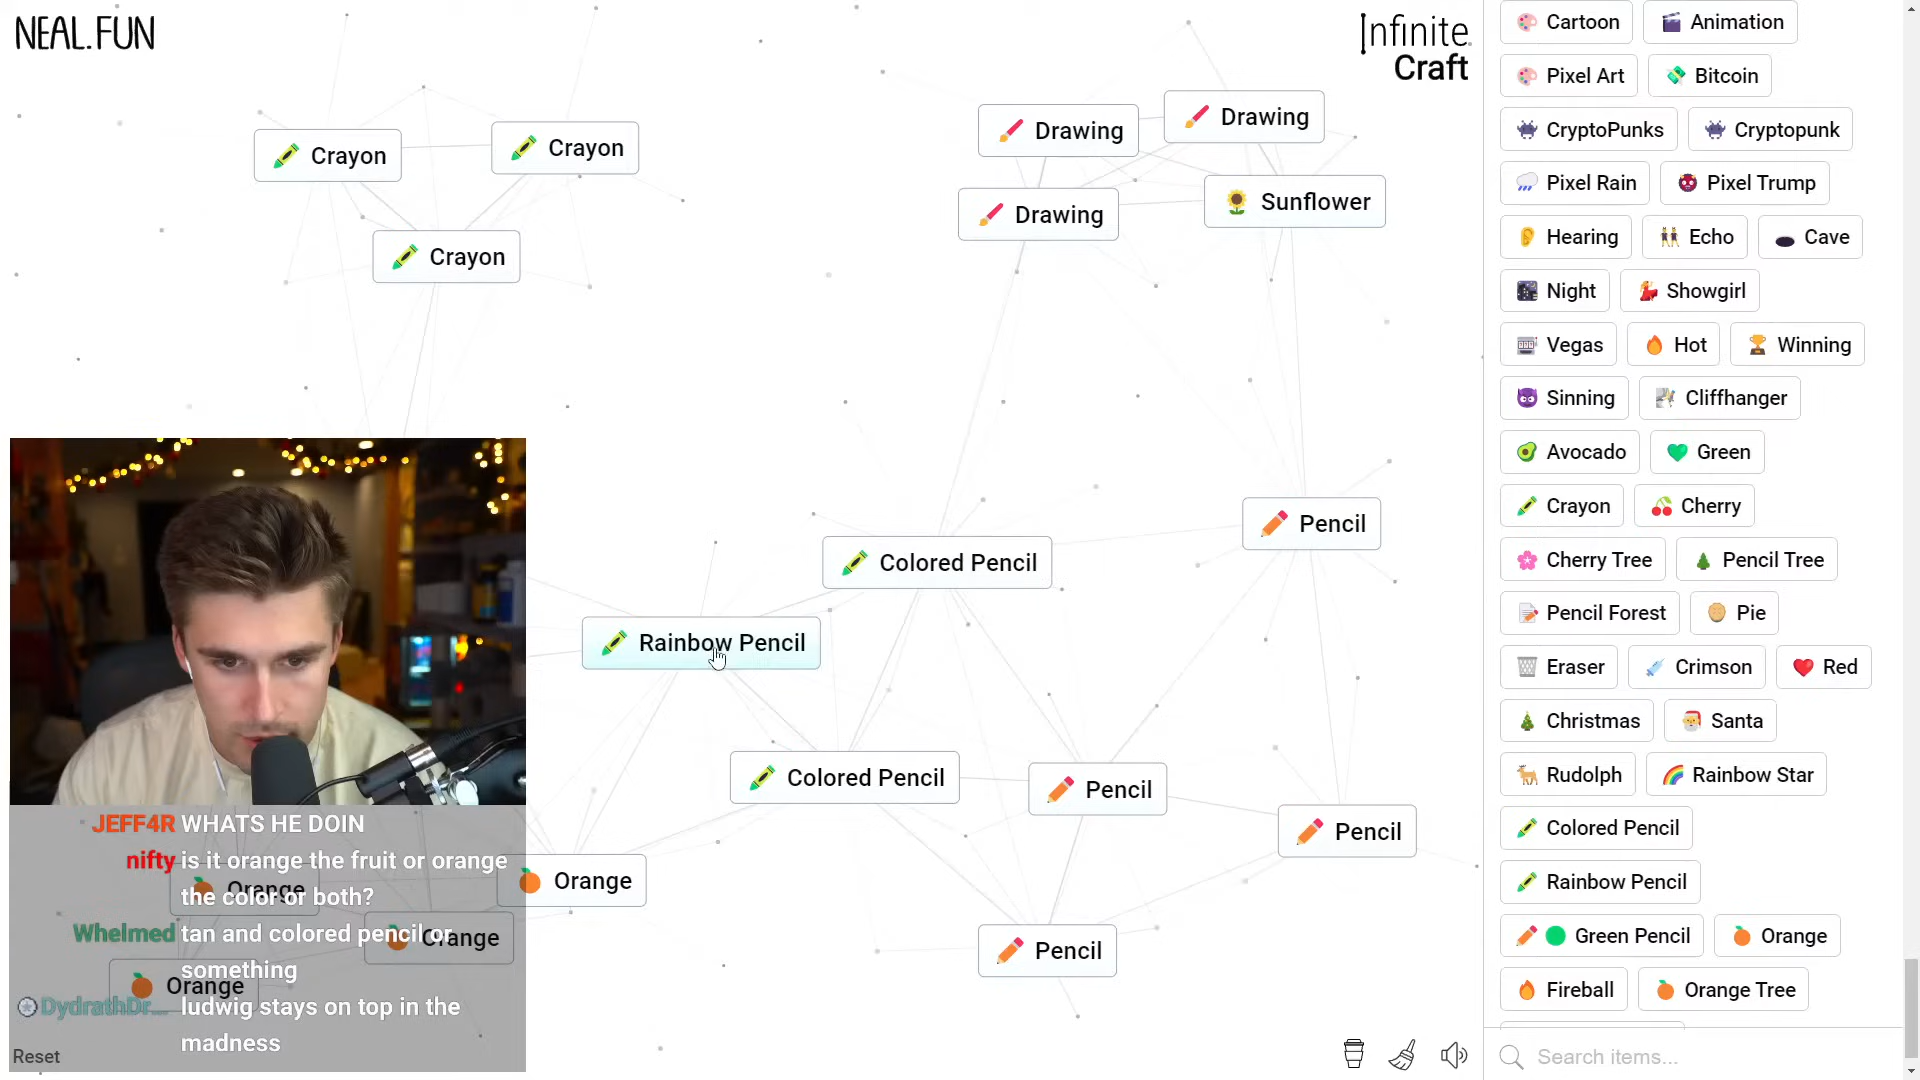 NEAL.FUN
Infinite
Craft
Crayon
Crayon
Crayon
Drawing
Drawing
Drawing
Sunflower
Colored Pencil
Pencil
Rainbow Pencil
Colored Pencil
Pencil
Pencil
Pencil
Orange
Orange
Orange
Orange
JEFF4R WHATS HE DOIN
nifty is it orange the fruit or orange
the color or both?
Whelmed tan and colored pencil or
something
DydrathDr... ludwig stays on top in the
madness
Reset
Cartoon Animation
Pixel Art Bitcoin
CryptoPunks Cryptopunk
Pixel Rain Pixel Trump
Hearing Echo Cave
Night Showgirl
Vegas Hot Winning
Sinning Cliffhanger
Avocado Green
Crayon Cherry
Cherry Tree Pencil Tree
Pencil Forest Pie
Eraser Crimson Red
Christmas Santa
Rudolph Rainbow Star
Colored Pencil
Rainbow Pencil
Green Pencil Orange
Fireball Orange Tree
Search items...